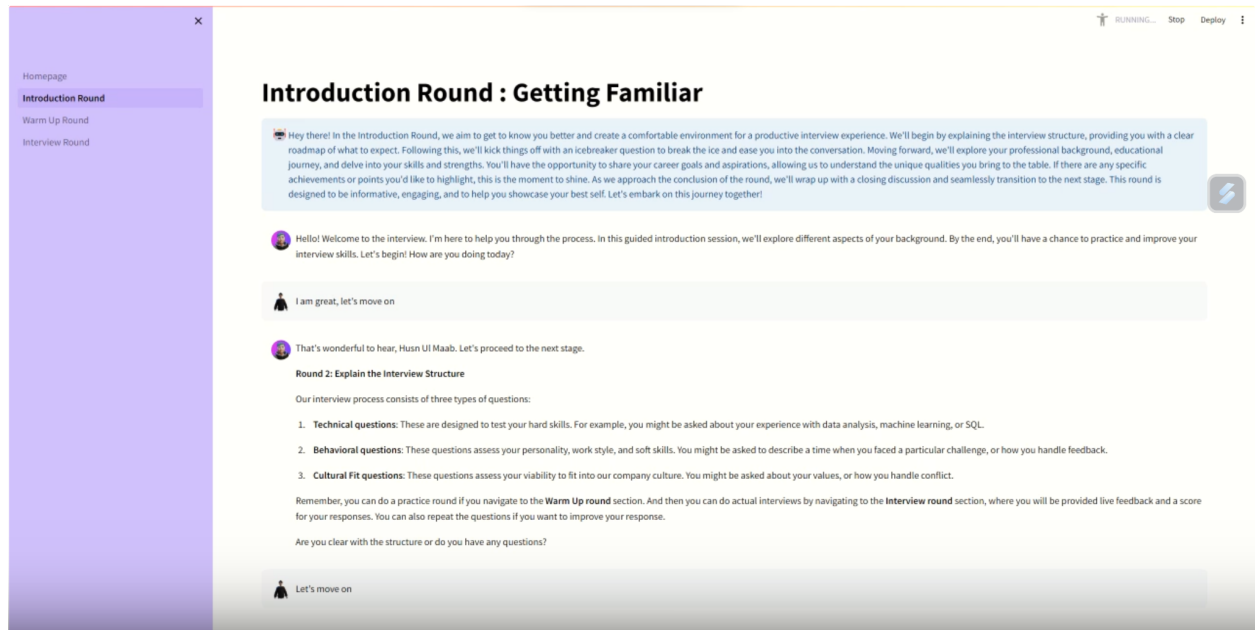 RUNNING... Stop Deploy
Homepage
Introduction Round
Warm Up Round
Interview Round
Introduction Round : Getting Familiar
Hey there! In the Introduction Round, we aim to get to know you better and create a comfortable environment for a productive interview experience. We'll begin by explaining the interview structure, providing you with a clear
roadmap of what to expect. Following this, we'll kick things off with an icebreaker question to break the ice and ease you into the conversation. Moving forward, we'll explore your professional background, educational
journey, and delve into your skills and strengths. You'll have the opportunity to share your career goals and aspirations, allowing us to understand the unique qualities you bring to the table. If there are any specific
achievements or points you'd like to highlight, this is the moment to shine. As we approach the conclusion of the round, we'll wrap up with a closing discussion and seamlessly transition to the next stage. This round is
designed to be informative, engaging, and to help you showcase your best self. Let's embark on this journey together!
Hello! Welcome to the interview. I'm here to help you through the process. In this guided introduction session, we'll explore different aspects of your background. By the end, you'll have a chance to practice and improve your
interview skills. Let's begin! How are you doing today?
I am great, let's move on
That's wonderful to hear, Husn Ul Maab. Let's proceed to the next stage.
Round 2: Explain the Interview Structure
Our interview process consists of three types of questions:
1. Technical questions: These are designed to test your hard skills. For example, you might be asked about your experience with data analysis, machine learning, or SQL.
2. Behavioral questions: These questions assess your personality, work style, and soft skills. You might be asked to describe a time when you faced a particular challenge, or how you handle feedback.
3. Cultural Fit questions: These questions assess your viability to fit into our company culture. You might be asked about your values, or how you handle conflict.
Remember, you can do a practice round if you navigate to the Warm Up round section. And then you can do actual interviews by navigating to the Interview round section, where you will be provided live feedback and a score
for your responses. You can also repeat the questions if you want to improve your response.
Are you clear with the structure or do you have any questions?
Let's move on